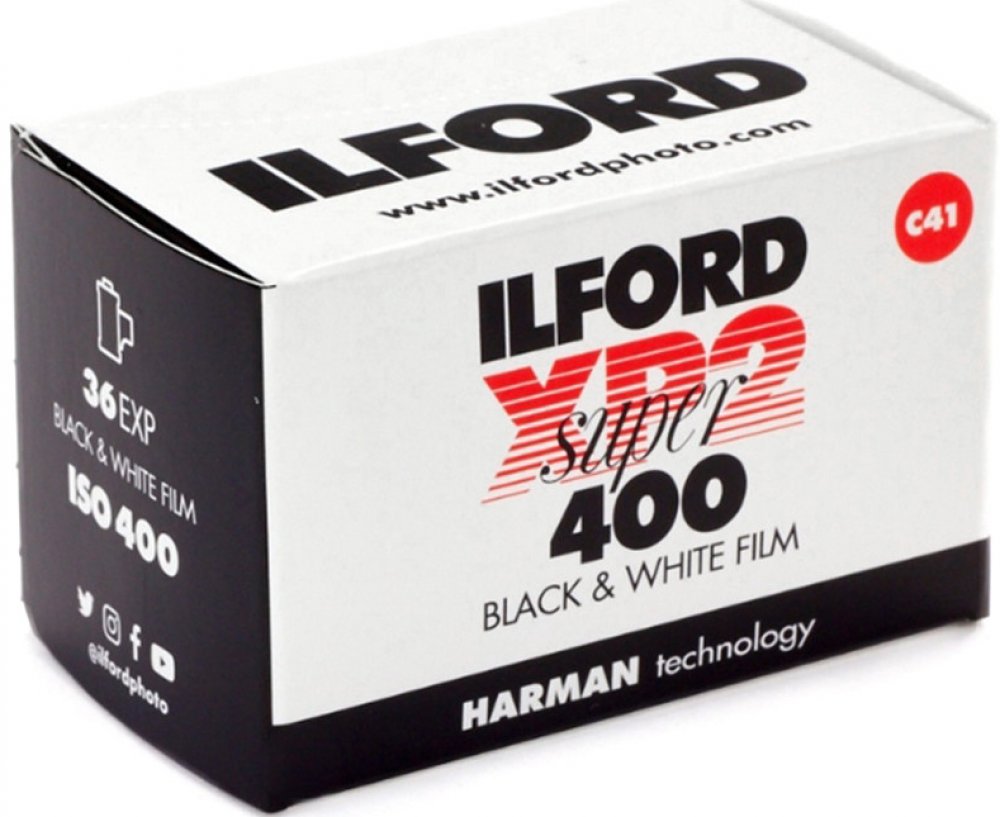 ILFORD
www.ilfordphoto.com
C41
ILFORD
XP2
super
400
BLACK & WHITE FILM
HARMAN technology
36 EXP
BLACK & WHITE FILM
ISO 400
@ilfordphoto